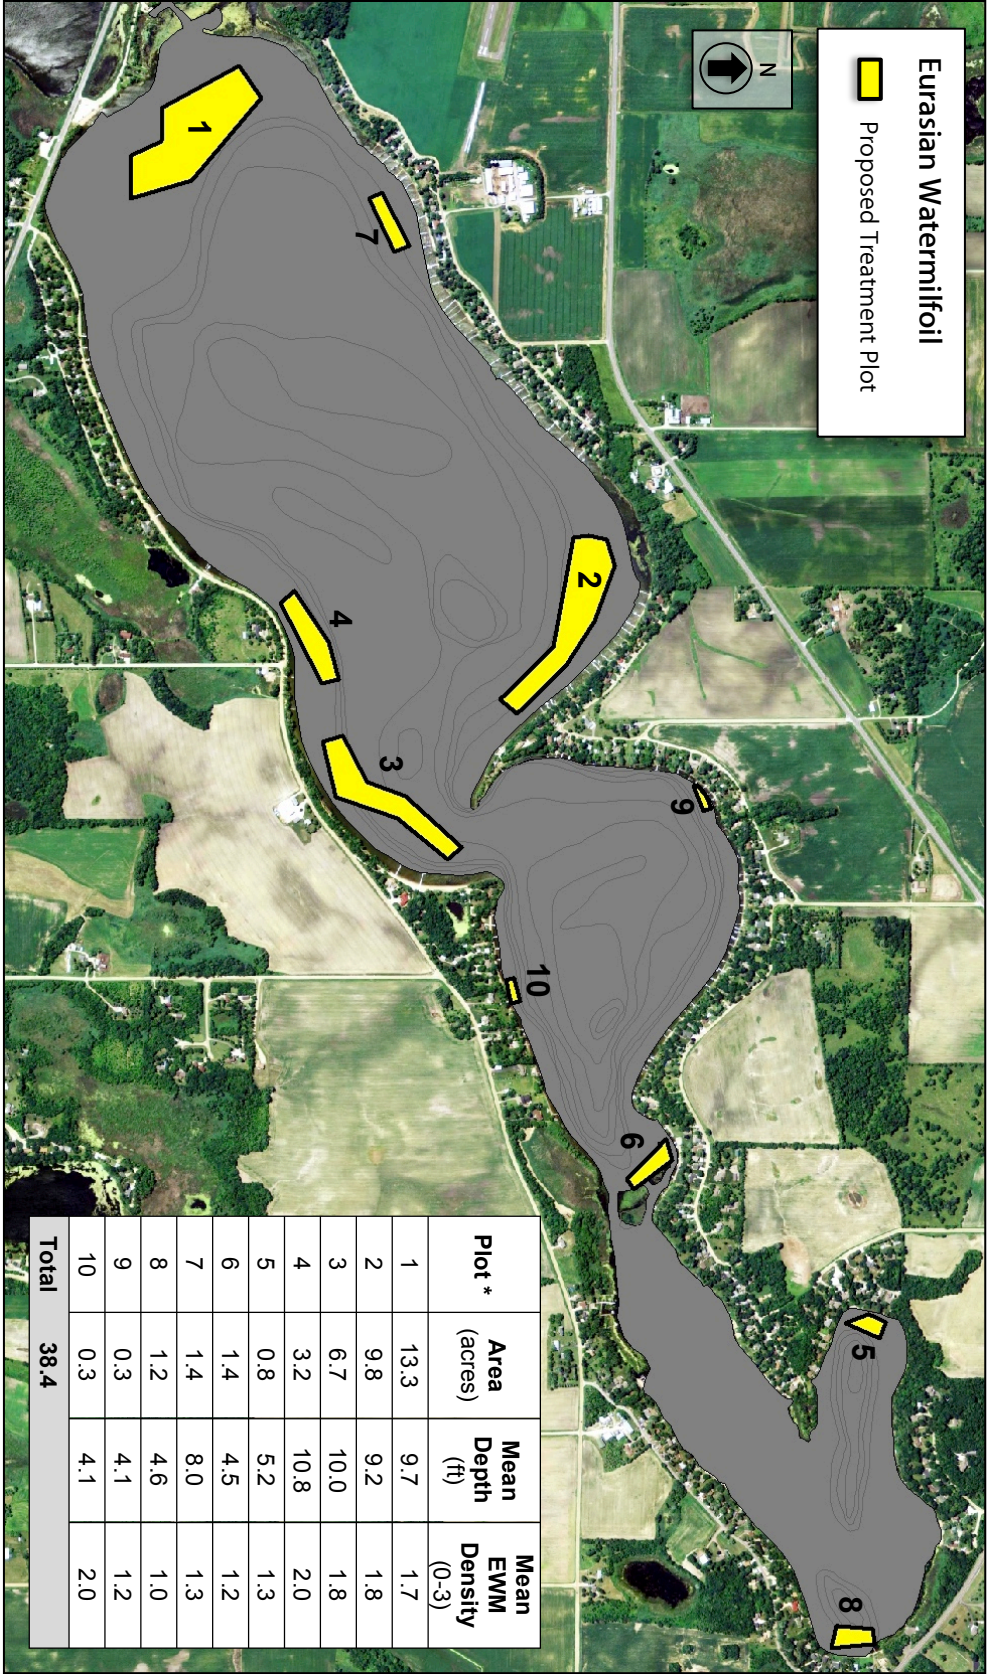 Eurasian Watermilfoil
Proposed Treatment Plot
N
1
7
2
4
3
9
10
6
5
8
Plot * Area (acres) Mean Depth (ft) Mean EWM Density (0-3)
1 13.3 9.7 1.7
2 9.8 9.2 1.8
3 6.7 10.0 1.8
4 3.2 10.8 2.0
5 0.8 5.2 1.3
6 1.4 4.5 1.2
7 1.4 8.0 1.3
8 1.2 4.6 1.0
9 0.3 4.1 1.2
10 0.3 4.1 2.0
Total 38.4